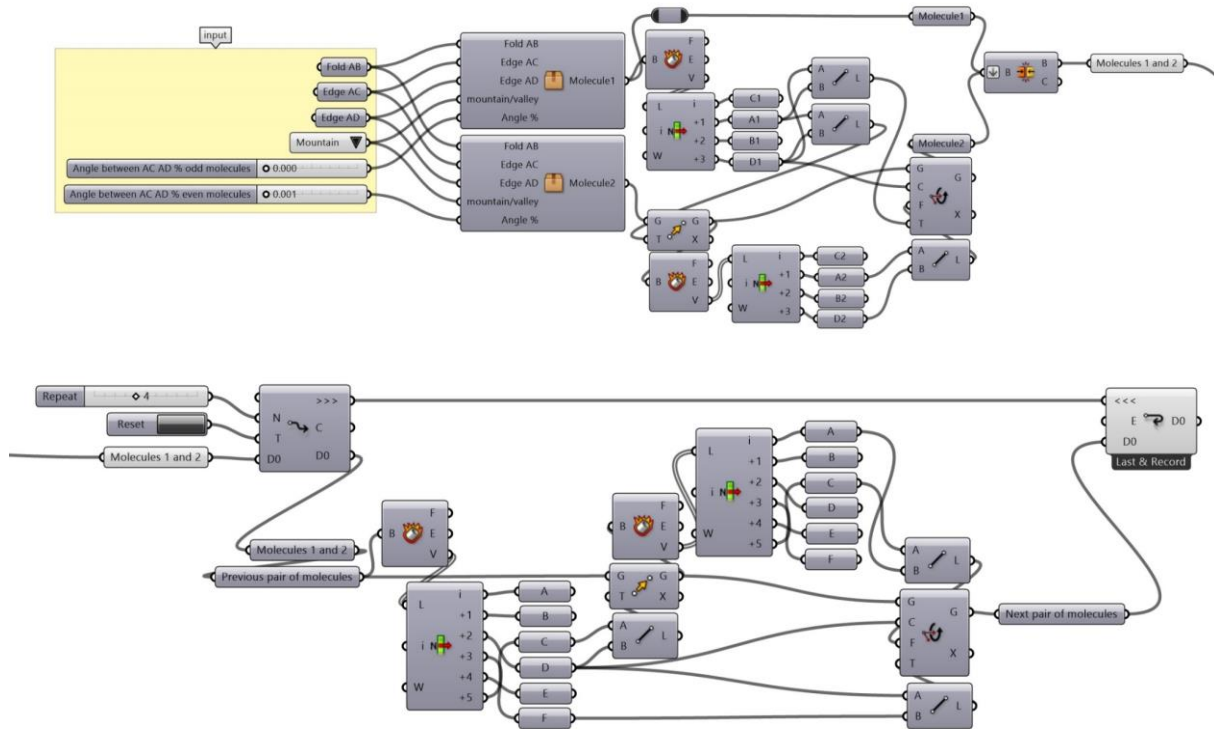 input
Fold AB
Edge AC
Edge AD
Mountain
Angle between AC AD % odd molecules 0.000
Angle between AC AD % even molecules 0.001
Fold AB
Edge AC
Edge AD
mountain/valley
Angle %
Molecule1
Fold AB
Edge AC
Edge AD
mountain/valley
Angle %
Molecule2
B
F
E
V
L
i
W
N
i
+1
+2
+3
C1
A1
B1
D1
A
B
L
A
B
L
Molecule1
Molecule2
B
B
C
Molecules 1 and 2
G
C
F
T
G
X
G
T
G
X
B
F
E
V
L
i
W
N
i
+1
+2
+3
C2
A2
B2
D2
A
B
L
Repeat 4
Reset
Molecules 1 and 2
N
T
D0
>>>
C
D0
Molecules 1 and 2
Previous pair of molecules
B
F
E
V
L
i
W
N
i
+1
+2
+3
+4
+5
A
B
C
D
E
F
B
F
E
V
G
T
G
X
A
B
L
L
i
W
N
i
+1
+2
+3
+4
+5
A
B
C
D
E
F
A
B
L
G
C
F
T
G
X
A
B
L
Next pair of molecules
<<<
E
D0
D0
Last & Record